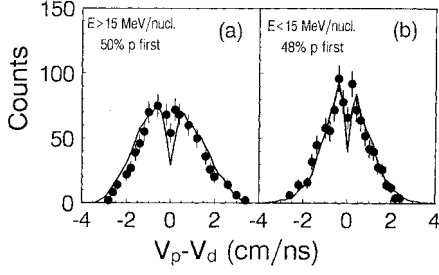 E>15 MeV/nucl. (a)
50% p first
E<15 MeV/nucl. (b)
48% p first
Counts
150
100
50
0
-4 -2 0 2 -4 -2 0 2 4
Vp-Vd (cm/ns)